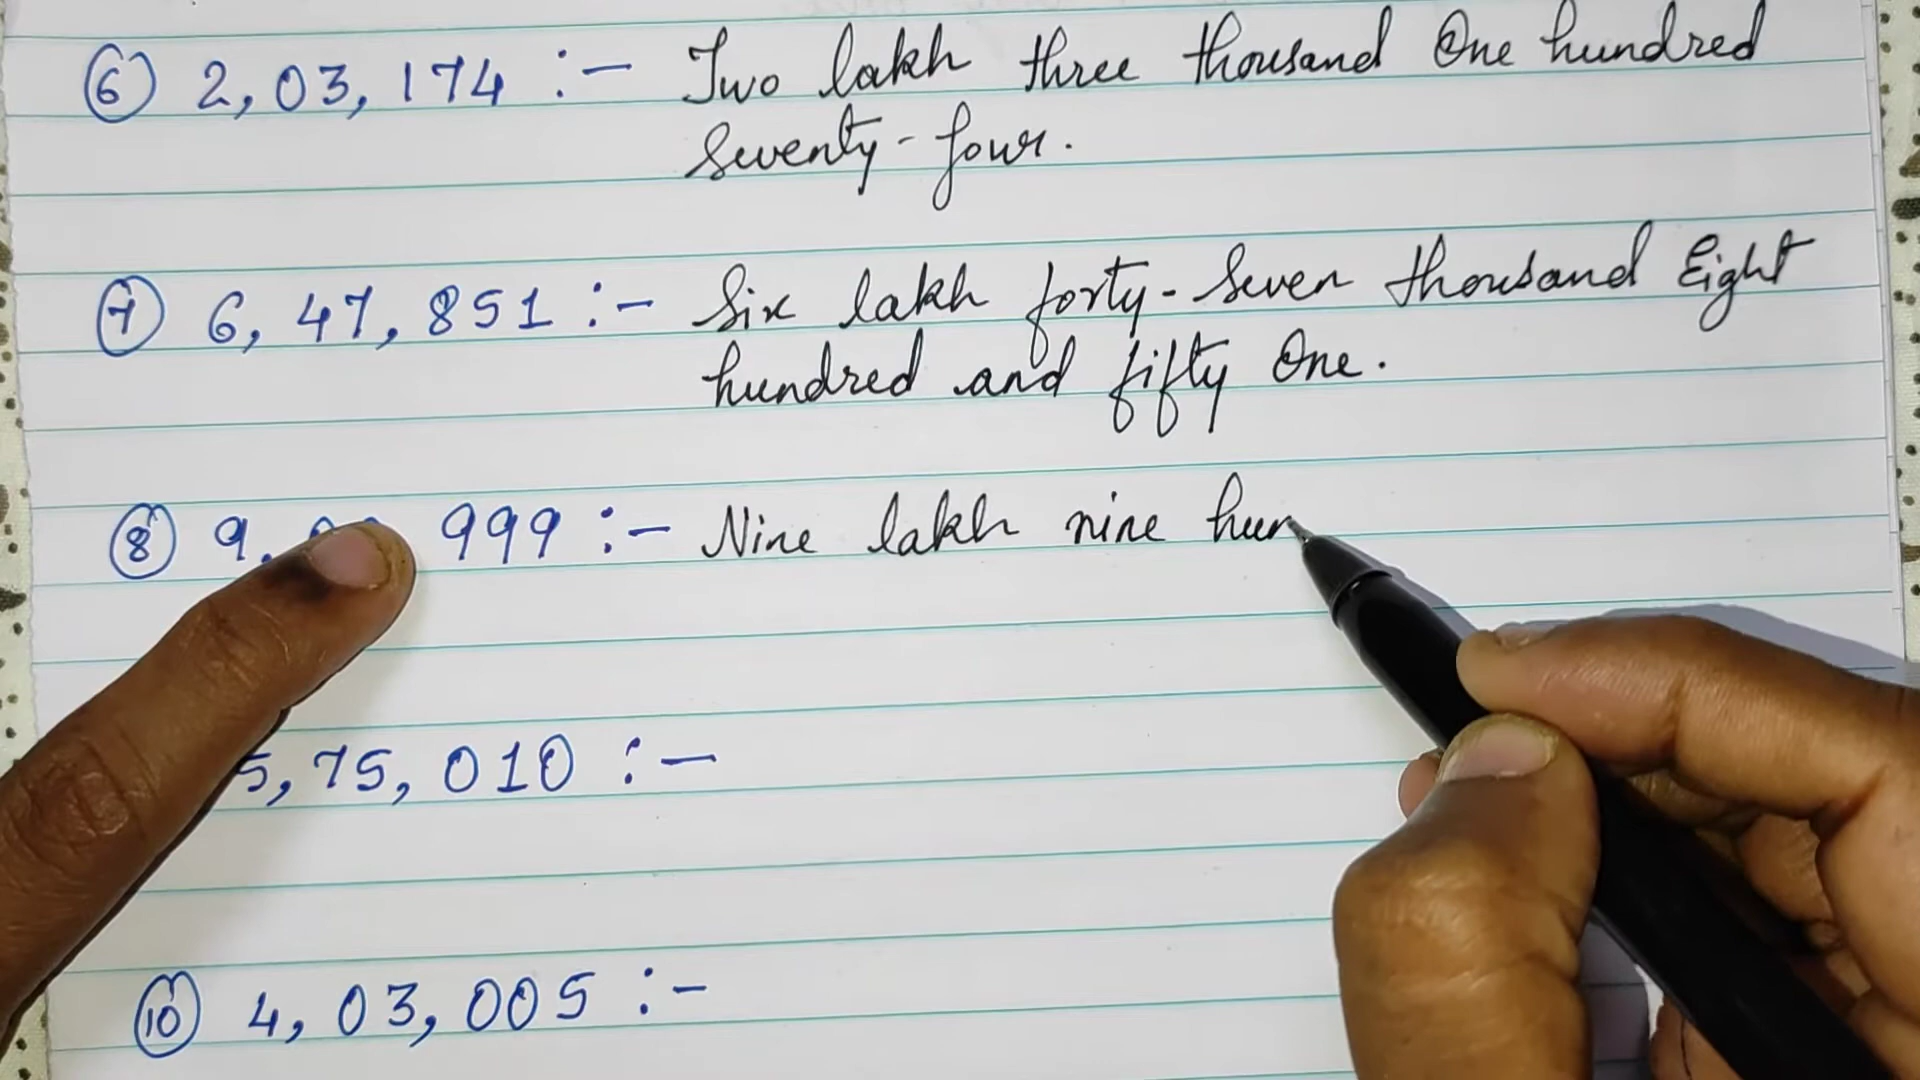 6 2,03,174 :- Two lakh three thousand One hundred
Seventy-four.
7 6,47,851 :- Six lakh forty-Seven thousand Eight
hundred and fifty One.
8 9, 999 :- Nine lakh nine hun
5,75,010 :-
10 4,03,005 :-